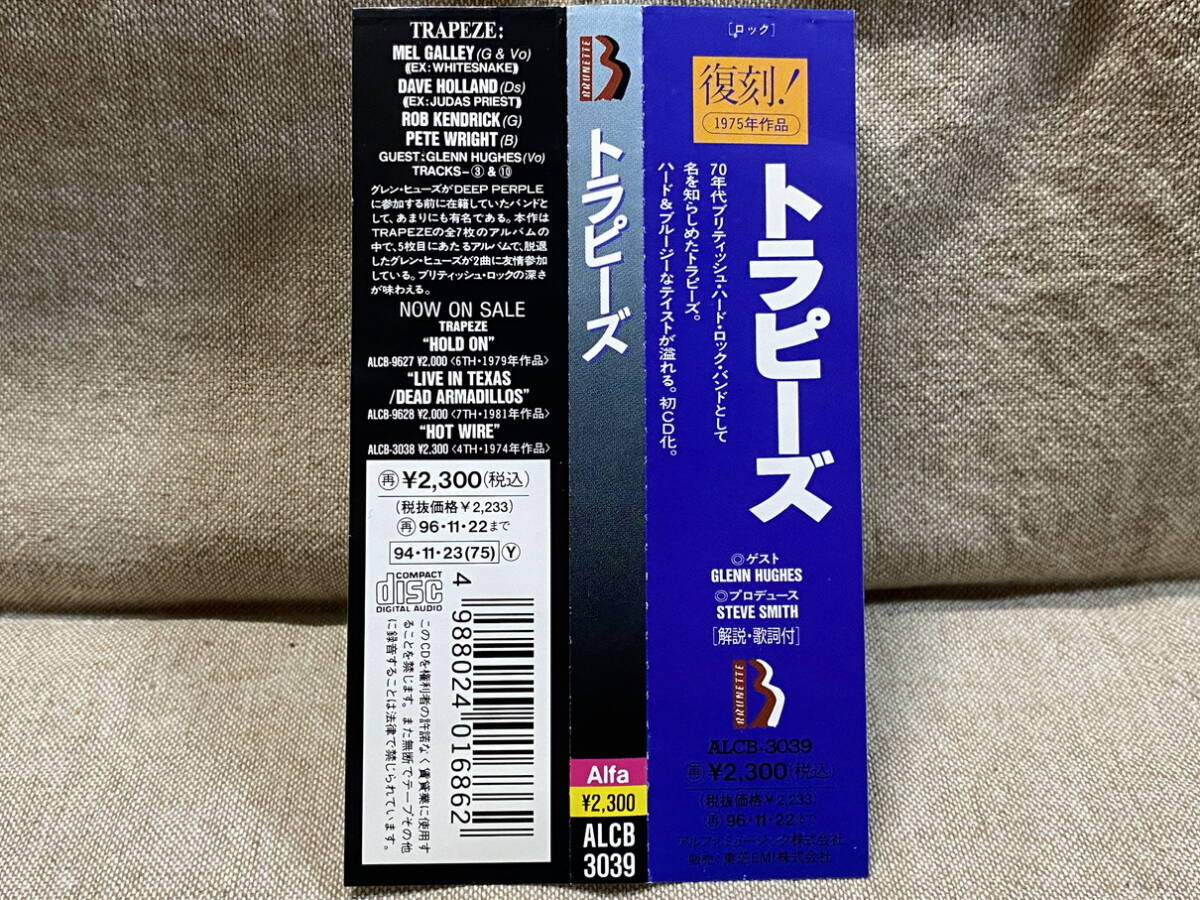 TRAPEZE:
MEL GALLEY (G & Vo)
《EX:WHITESNAKE》
DAVE HOLLAND (Ds)
《EX:JUDAS PRIEST》
ROB KENDRICK (G)
PETE WRIGHT (B)
GUEST:GLENN HUGHES(Vo)
TRACKS-③ & ⑩
グレン・ヒューズがDEEP PERPLE
に参加する前に在籍していたバンドと
して、あまりにも有名である。本作は
TRAPEZEの全7枚のアルバムの
中で、5枚目にあたるアルバムで、脱退
したグレン・ヒューズが2曲に友情参加
している。ブリティッシュ・ロックの深さ
が味わえる。
NOW ON SALE
TRAPEZE
"HOLD ON"
ALCB-9627 ¥2,000〈6TH・1979年作品〉
"LIVE IN TEXAS
/DEAD ARMADILLOS"
ALCB-9628 ¥2,000〈7TH・1981年作品〉
"HOT WIRE"
ALCB-3038 ¥2,300〈4TH・1974年作品〉
㊢ ¥2,300(税込)
(税抜価格¥2,233)
再 96・11・22まで
94・11・23(75) Ⓨ
COMPACT
disc
DIGITAL AUDIO
4 988024 016862
このCDを権利者の許諾なく賃貸業に使用す
ることを禁じます。また無断でテープその他
に録音することは法律で禁じられています。
BRUNETTE
トラピーズ
Alfa
¥2,300
ALCB
3039
[ロック]
復刻!
1975年作品
トラピーズ
70年代ブリティッシュ・ハード・ロック・バンドとして
名を知らしめたトラピーズ。
ハード&ブルージーなテイストが溢れる。初CD化。
◎ゲスト
GLENN HUGHES
◎プロデュース
STEVE SMITH
[解説・歌詞付]
BRUNETTE
ALCB-3039
再 ¥2,300(税込)
(税抜価格¥2,233)
再 96・11・22まで
アルファミュージック株式会社
販売:東芝EMI株式会社